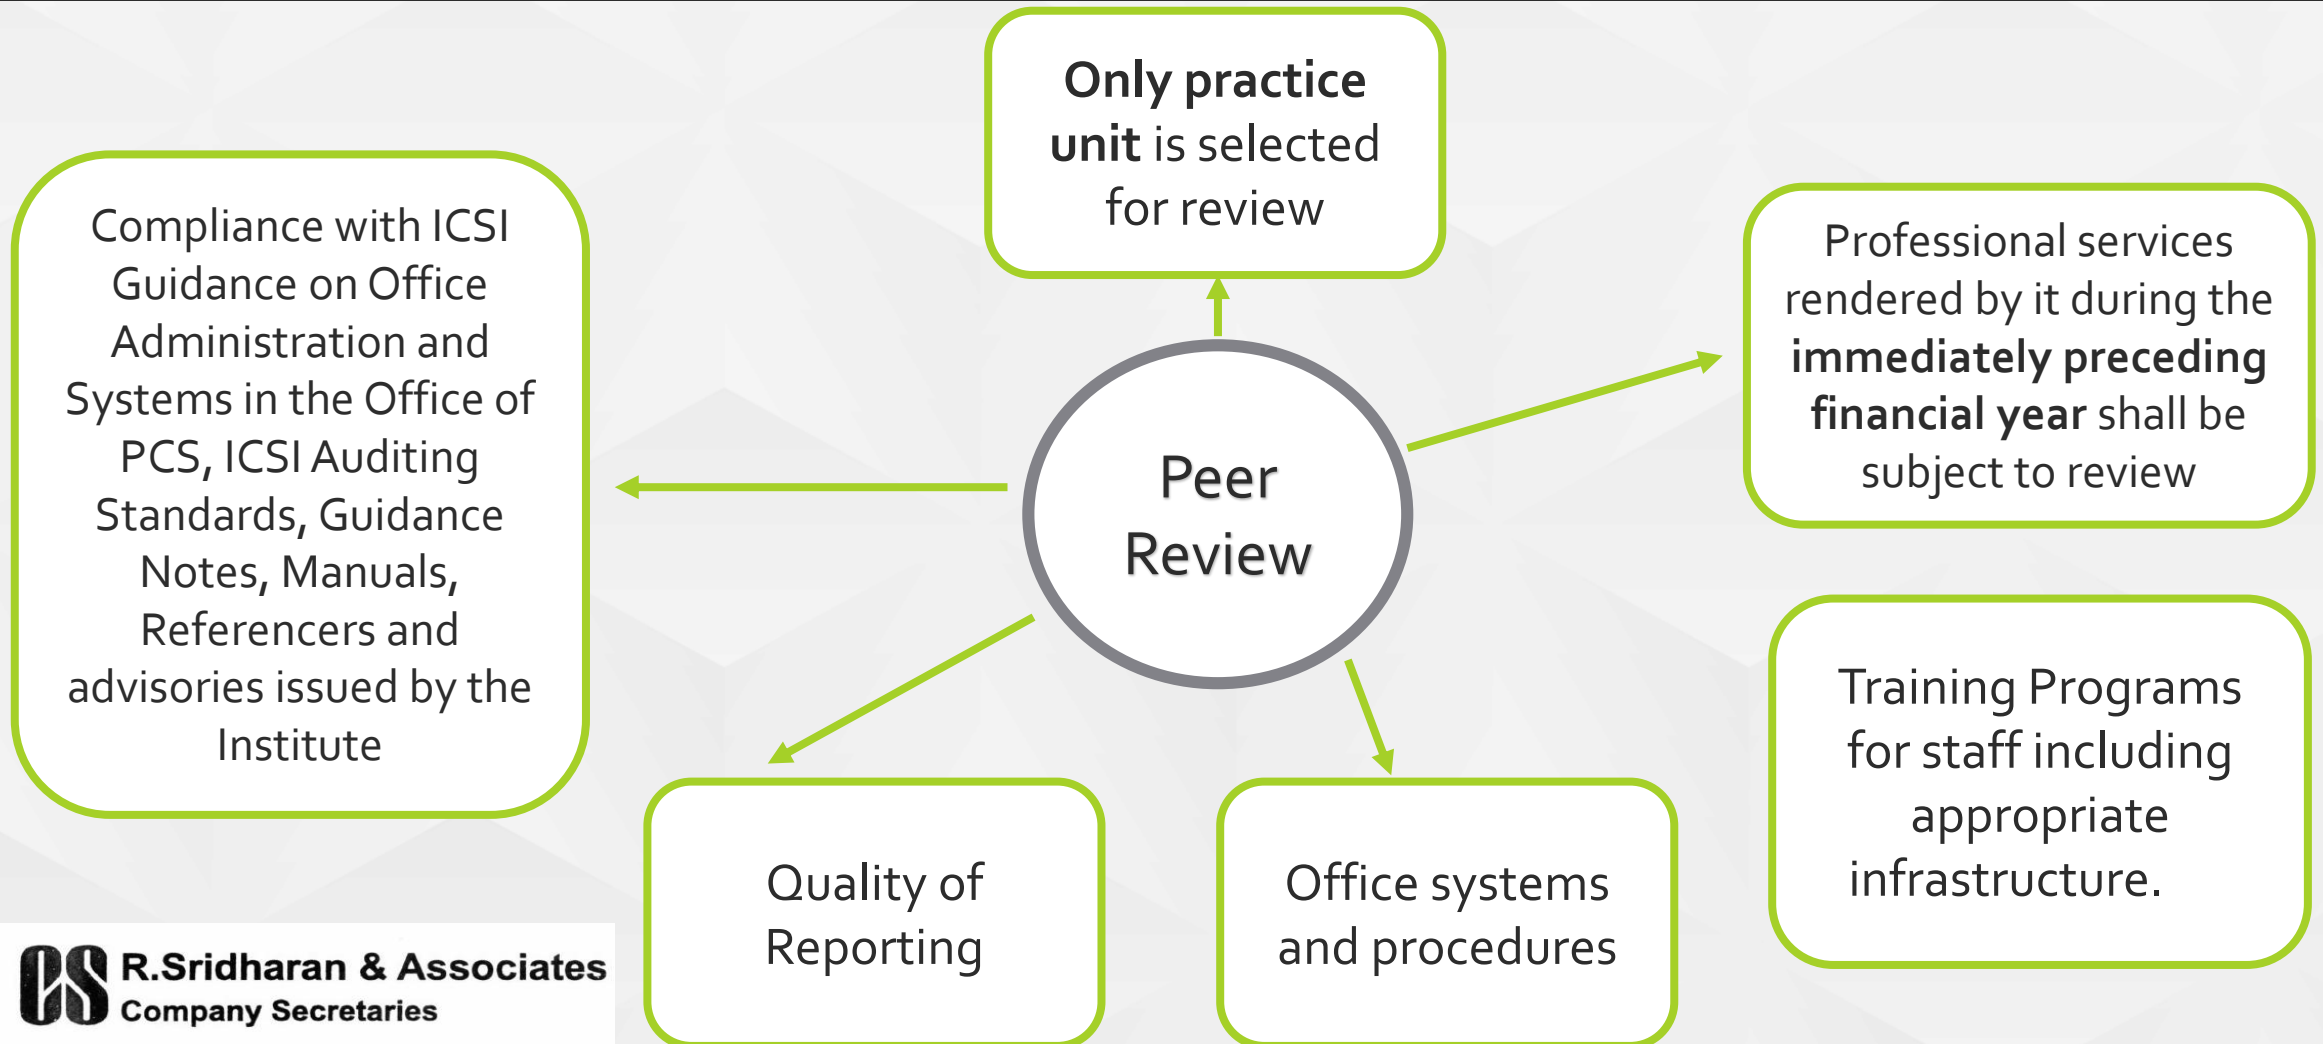 Only practice
unit is selected
for review
Compliance with ICSI
Guidance on Office
Administration and
Systems in the Office of
PCS, ICSI Auditing
Standards, Guidance
Notes, Manuals,
Referencers and
advisories issued by the
Institute
Professional services
rendered by it during the
immediately preceding
financial year shall be
subject to review
Peer
Review
Training Programs
for staff including
appropriate
infrastructure.
Quality of
Reporting
Office systems
and procedures
CS
R.Sridharan & Associates
Company Secretaries